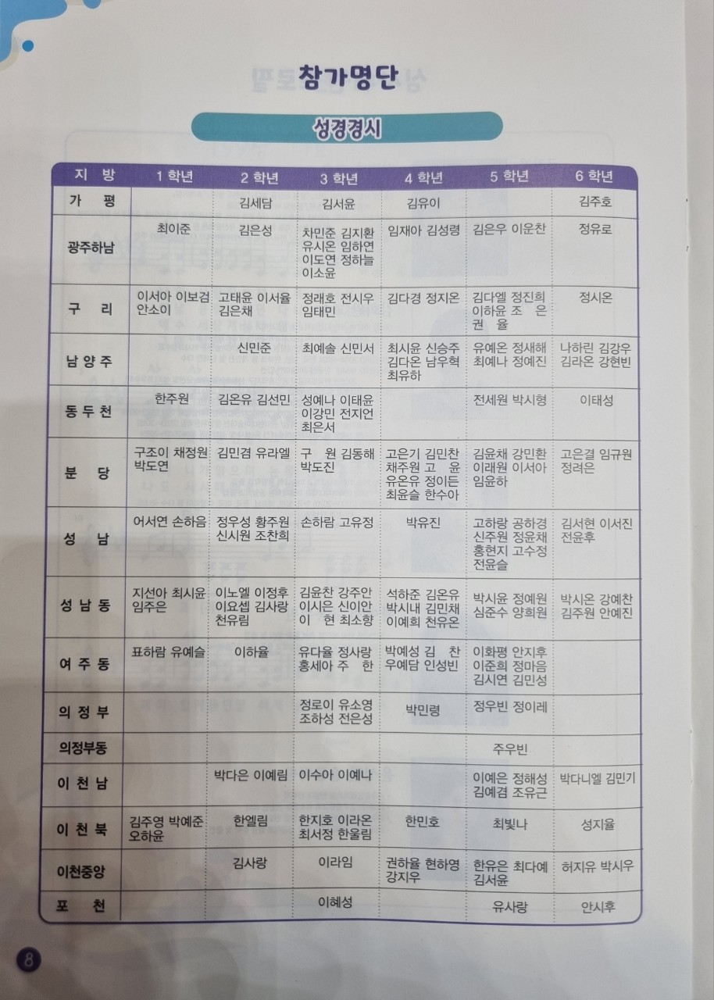 참가명단
성경경시
지 방 1 학년 2 학년 3 학년 4 학년 5 학년 6 학년
가 평 김세담 김서윤 김유이 김주호
광주하남 최이준 김은성 차민준 김지환 임재아 김성령 김은우 이운찬 정유로
유시온 임하연
이도연 정하늘
이소윤
구 리 이서아 이보검 고태윤 이서율 정래호 전시우 김다경 정지온 김다엘 정진희 정시온
안소이 김은채 임태민 이하윤 조 은
권 율
남 양 주 신민준 최예솔 신민서 최시윤 신승주 유예온 정새해 나하린 김강우
김다온 남우혁 최예나 정예진 김라온 강현빈
최유하
동 두 천 한주원 김온유 김선민 성예나 이태윤 전세원 박시형 이태성
이강민 전지언
최은서
분 당 구조이 채정원 김민겸 유라엘 구 원 김동해 고은기 김민찬 김윤채 강민환 고은결 임규원
박도연 박도진 채주원 고 윤 이래원 이서아 정려은
유온유 정이든 임윤하
최윤슬 한수아
성 남 어서연 손하음 정우성 황주원 손하람 고유정 박유진 고하랑 공하경 김서현 이서진
신시원 조찬희 신주원 정윤채 전윤후
홍현지 고수정
전윤슬
성 남 동 지선아 최시윤 이노엘 이정후 김윤찬 강주안 석하준 김온유 박시윤 정예원 박시온 강예찬
임주은 이요셉 김사랑 이시은 신이안 박시내 김민채 심준수 양희원 김주원 안예진
천유림 이 현 최소향 이예희 천유온
여 주 동 표하람 유예슬 이하율 유다율 정사랑 박예성 김 찬 이화평 안지후
홍세아 주 한 우예담 인성빈 이준희 정마음
김시연 김민성
의 정 부 정로이 유소영 박민령 정우빈 정이레
조하성 전은성
의정부동 주우빈
이 천 남 박다은 이예림 이수아 이예나 이예은 정해성 박다니엘 김민기
김예겸 조유근
이 천 북 김주영 박예준 한엘림 한지호 이라온 한민호 최빛나 성지율
오하윤 최서정 한울림
이천중앙 김사랑 이라임 권하율 현하영 한유은 최다예 허지유 박시우
강지우 김서윤
포 천 이혜성 유사랑 안시후
8